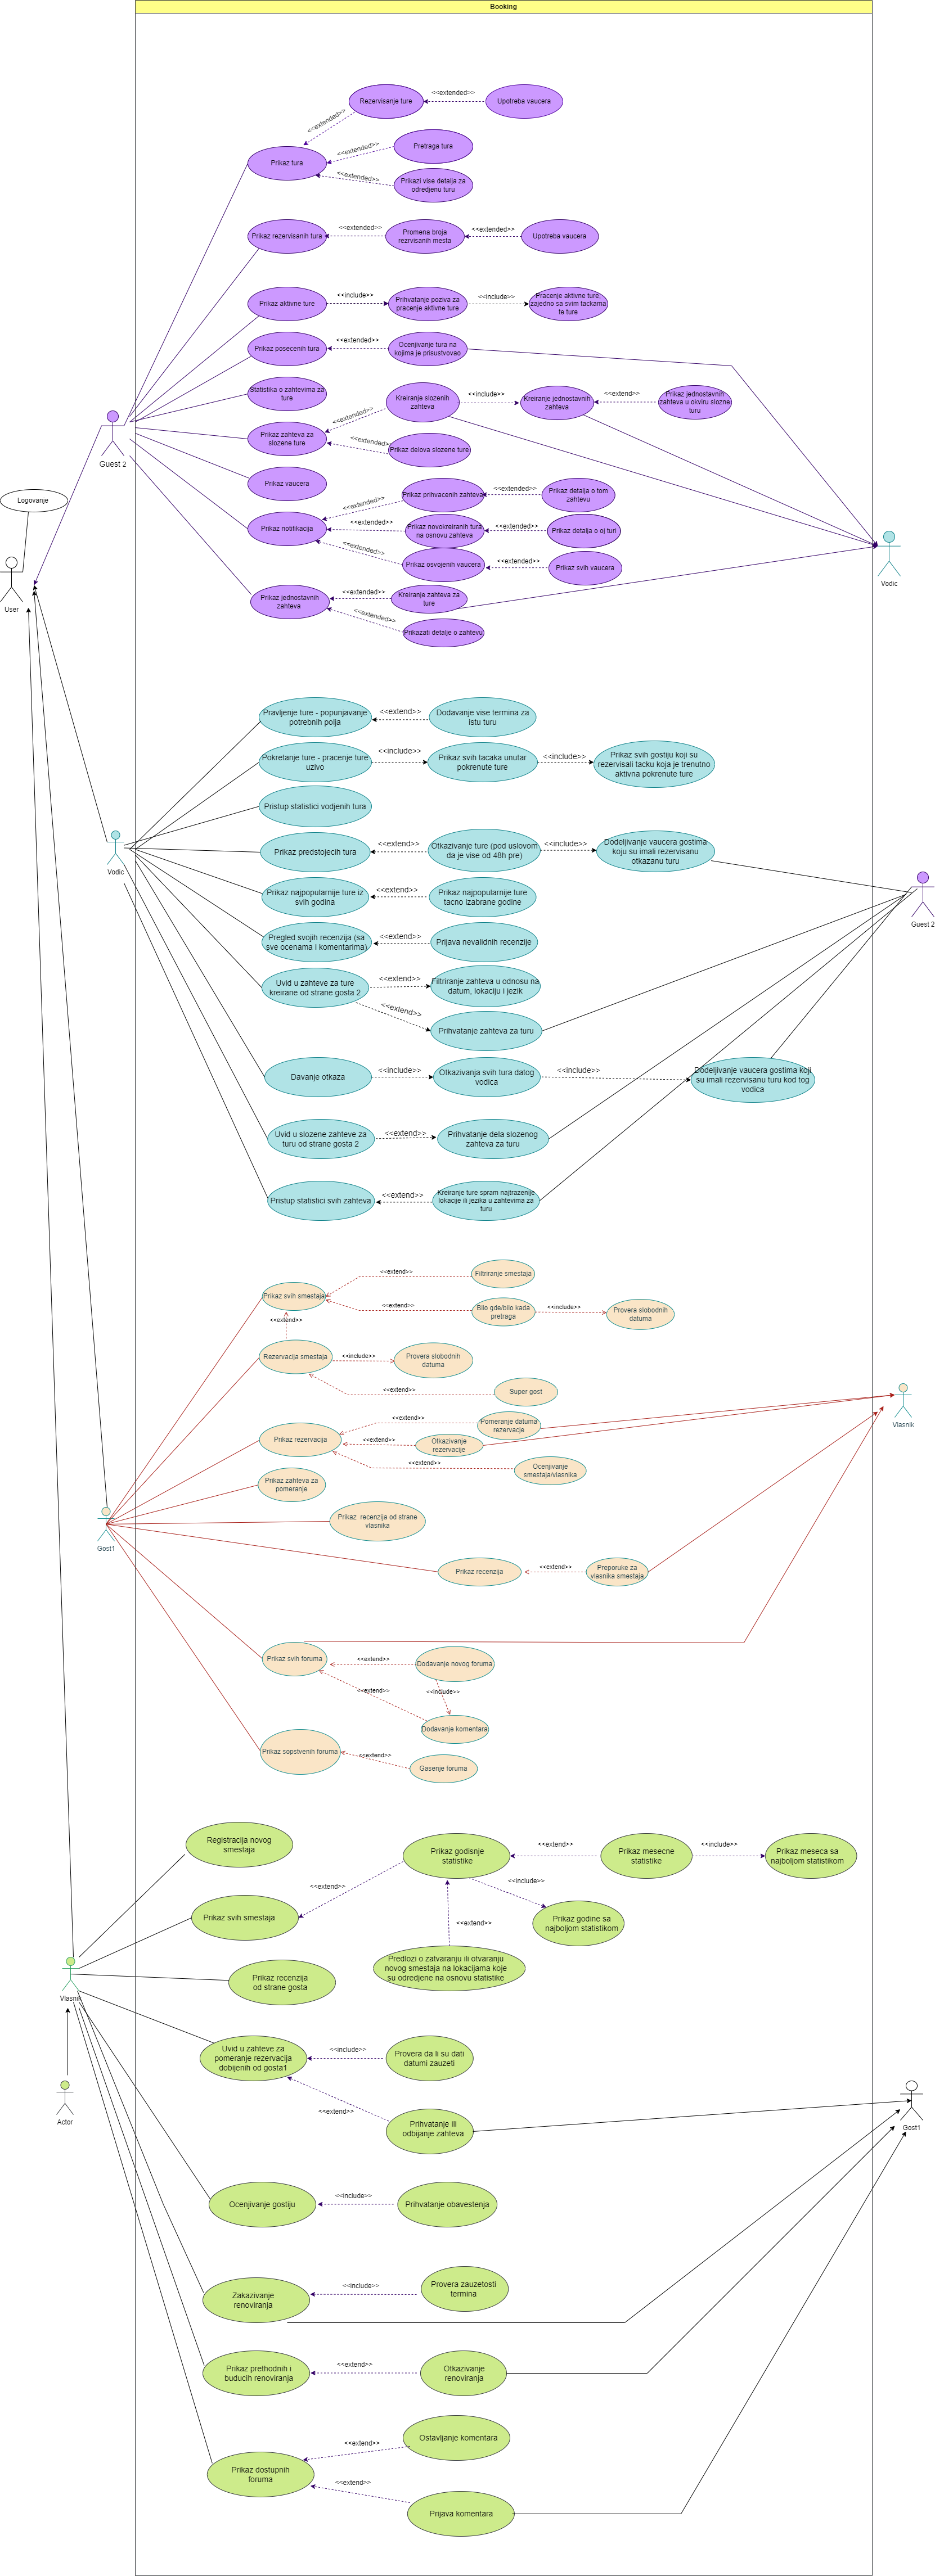 Booking
Rezervisanje ture
<<extended>>
Upotreba vaucera
<<extended>>
Prikaz tura
<<extended>>
Pretraga tura
<<extended>>
Prikazi vise detalja za
odredjenu turu
Prikaz rezervisanih tura
<<extended>>
Promena broja
rezrvisanih mesta
<<extended>>
Upotreba vaucera
Prikaz aktivne ture
<<include>>
Prihvatanje poziva za
pracenje aktivne ture
<<include>>
Pracenje aktivne ture,
zajedno sa svim tackama
te ture
Prikaz posecenih tura
<<extended>>
Ocenjivanje tura na
kojima je prisustvovao
Statistika o zahtevima za
ture
Kreiranje slozenih
zahteva
<<include>>
Kreiranje jednostavnih
zahteva
<<extend>>
Prikaz jednostavnih
zahteva u okviru slozne
turu
<<extended>>
Guest 2
Prikaz zahteva za
slozene ture
<<extended>>
Prikaz delova slozene ture
Prikaz vaucera
Logovanje
<<extended>>
Prikaz prihvacenih zahteva
<<extended>>
Prikaz detalja o tom
zahtevu
Prikaz notifikacija
<<extended>>
Prikaz novokreiranih tura
na osnovu zahteva
<<extended>>
Prikaz detalja o oj turi
<<extended>>
Prikaz osvojenih vaucera
<<extended>>
Prikaz svih vaucera
Vodic
User
Prikaz jednostavnih
zahteva
<<extended>>
Kreiranje zahteva za
ture
<<extended>>
Prikazati detalje o zahtevu
Pravljenje ture - popunjavanje
potrebnih polja
<<extend>>
Dodavanje vise termina za
istu turu
Pokretanje ture - pracenje ture
uzivo
<<include>>
Prikaz svih tacaka unutar
pokrenute ture
<<include>>
Prikaz svih gostiju koji su
rezervisali tacku koja je trenutno
aktivna pokrenute ture
Pristup statistici vodjenih tura
Vodic
Prikaz predstojecih tura
<<extend>>
Otkazivanje ture (pod uslovom
da je vise od 48h pre)
<<include>>
Dodeljivanje vaucera gostima
koju su imali rezervisanu
otkazanu turu
Prikaz najpopularnije ture iz
svih godina
<<extend>>
Prikaz najpopularnije ture
tacno izabrane godine
Guest 2
Pregled svojih recenzija (sa
sve ocenama i komentarima)
<<extend>>
Prijava nevalidnih recenzije
Uvid u zahteve za ture
kreirane od strane gosta 2
<<extend>>
Filtriranje zahteva u odnosu na
datum, lokaciju i jezik
<<extend>>
Prihvatanje zahteva za turu
Davanje otkaza
<<include>>
Otkazivanja svih tura datog
vodica
<<include>>
Dodeljivanje vaucera gostima koji
su imali rezervisanu turu kod tog
vodica
Uvid u slozene zahteve za
turu od strane gosta 2
<<extend>>
Prihvatanje dela slozenog
zahteva za turu
Pristup statistici svih zahteva
<<extend>>
Kreiranje ture spram najtrazenije
lokacije ili jezika u zahtevima za
turu
Prikaz svih smestaja
<<extend>>
Filtriranje smestaja
<<extend>>
Bilo gde/bilo kada
pretraga
<<include>>
Provera slobodnih
datuma
<<extend>>
Rezervacija smestaja
<<include>>
Provera slobodnih
datuma
<<extend>>
Super gost
Vlasnik
Prikaz rezervacija
<<extend>>
Pomeranje datuma
rezervacje
<<extend>>
Otkazivanje
rezervacije
<<extend>>
Ocenjivanje
smestaja/vlasnika
Prikaz zahteva za
pomeranje
Gost1
Prikaz  recenzija od strane
vlasnika
Prikaz recenzija
<<extend>>
Preporuke za
vlasnika smestaja
Prikaz svih foruma
<<extend>>
Dodavanje novog foruma
<<extend>>
<<include>>
Dodavanje komentara
Prikaz sopstvenih foruma
<<extend>>
Gasenje foruma
Registracija novog
smestaja
Prikaz godisnje
statistike
<<extend>>
Prikaz mesecne
statistike
<<include>>
Prikaz meseca sa
najboljom statistikom
<<extend>>
<<include>>
Prikaz svih smestaja
Prikaz godine sa
najboljom statistikom
<<extend>>
Predlozi o zatvaranju ili otvaranju
novog smestaja na lokacijama koje
su odredjene na osnovu statistike
Prikaz recenzija
od strane gosta
Vlasnik
Uvid u zahteve za
pomeranje rezervacija
dobijenih od gosta1
<<include>>
Provera da li su dati
datumi zauzeti
<<extend>>
Prihvatanje ili
odbijanje zahteva
Actor
Gost1
Ocenjivanje gostiju
<<include>>
Prihvatanje obavestenja
Zakazivanje
renoviranja
<<include>>
Provera zauzetosti
termina
Prikaz prethodnih i
buducih renoviranja
<<extend>>
Otkazivanje
renoviranja
Prikaz dostupnih
foruma
<<extend>>
Ostavljanje komentara
<<extend>>
Prijava komentara